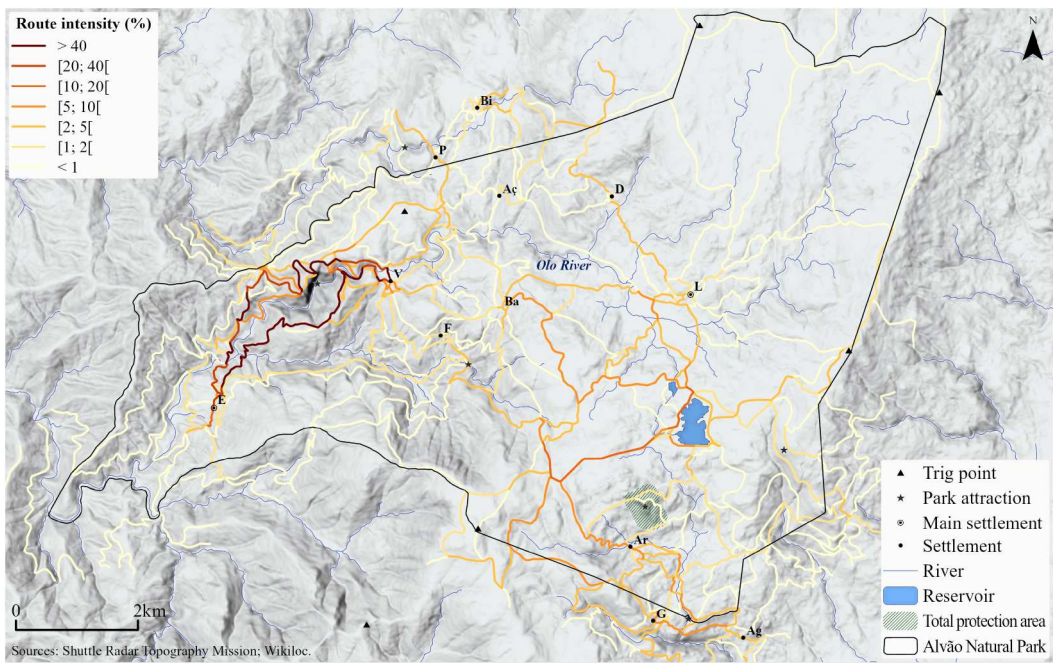 Route intensity (%)
> 40
[20; 40[
[10; 20[
[5; 10[
[2; 5[
[1; 2[
< 1
N
Bi
P
Aç
D
Olo River
V
L
Ba
F
E
Ar
G
Ag
Trig point
Park attraction
Main settlement
Settlement
River
Reservoir
Total protection area
Alvão Natural Park
0 2km
Sources: Shuttle Radar Topography Mission; Wikiloc.